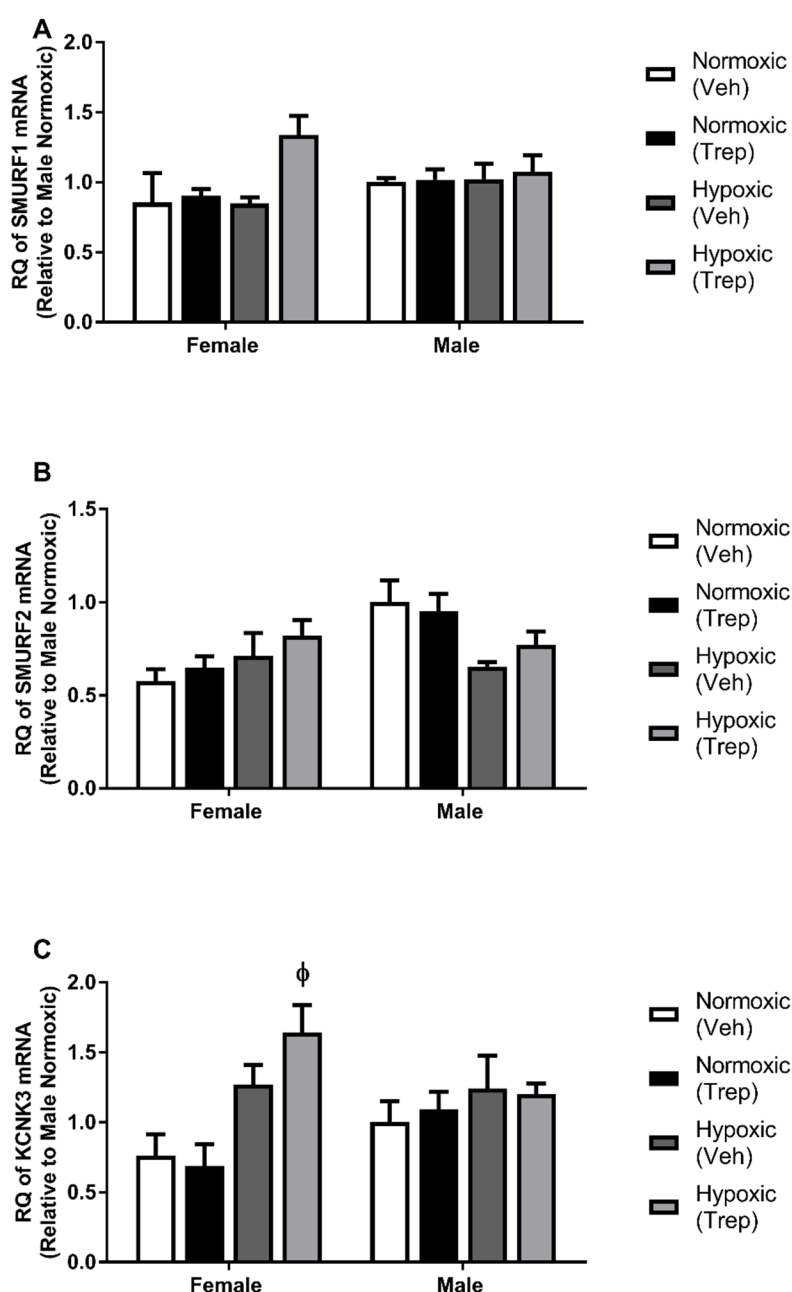 A
RQ of SMURF1 mRNA
(Relative to Male Normoxic)
2.0
1.5
1.0
0.5
0.0
Female
Male
Normoxic
(Veh)
Normoxic
(Trep)
Hypoxic
(Veh)
Hypoxic
(Trep)
B
RQ of SMURF2 mRNA
(Relative to Male Normoxic)
1.5
1.0
0.5
0.0
Female
Male
Normoxic
(Veh)
Normoxic
(Trep)
Hypoxic
(Veh)
Hypoxic
(Trep)
C
RQ of KCNK3 mRNA
(Relative to Male Normoxic)
2.0
1.5
1.0
0.5
0.0
ϕ
Female
Male
Normoxic
(Veh)
Normoxic
(Trep)
Hypoxic
(Veh)
Hypoxic
(Trep)